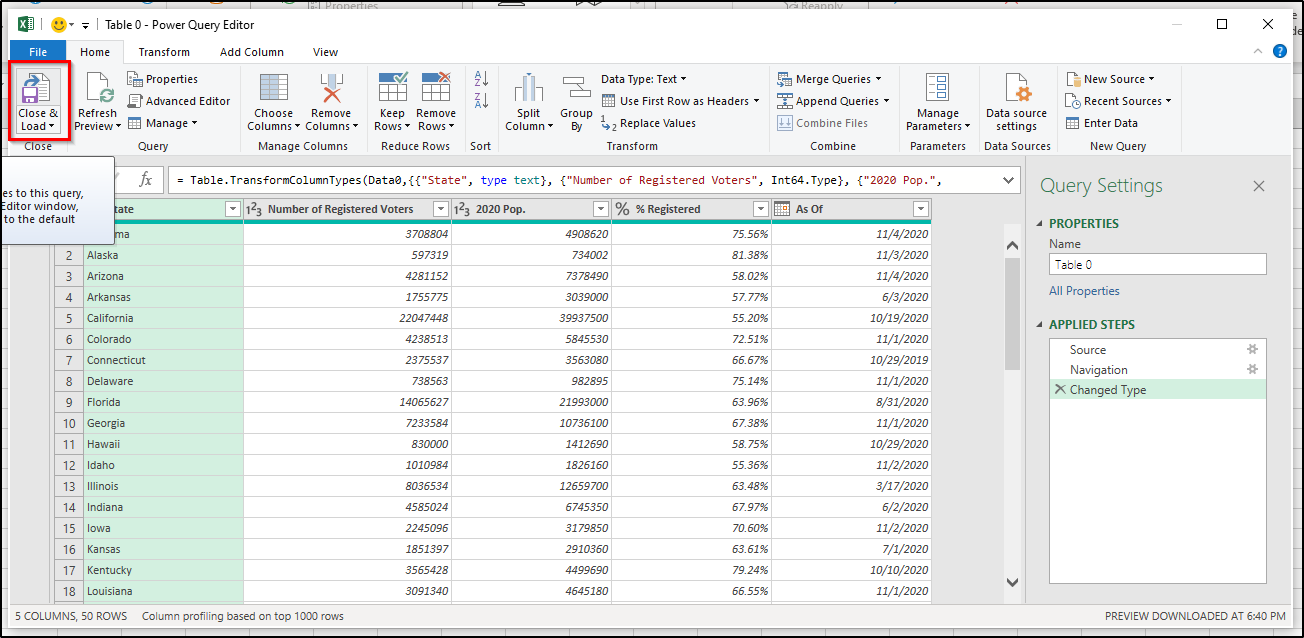 Properties
Reapply
Table 0 - Power Query Editor
File Home Transform Add Column View
Close & Load
Refresh Preview
Properties
Advanced Editor
Manage
Choose Columns
Remove Columns
Keep Rows
Remove Rows
Split Column
Group By
Data Type: Text
Use First Row as Headers
Replace Values
Merge Queries
Append Queries
Combine Files
Manage Parameters
Data source settings
New Source
Recent Sources
Enter Data
Close Query Manage Columns Reduce Rows Sort Transform Combine Parameters Data Sources New Query
es to this query,
Editor window,
to the default
fx = Table.TransformColumnTypes(Data0,{{"State", type text}, {"Number of Registered Voters", Int64.Type}, {"2020 Pop.",
tate 123 Number of Registered Voters 123 2020 Pop. % % Registered As Of
ma 3708804 4908620 75.56% 11/4/2020
2 Alaska 597319 734002 81.38% 11/3/2020
3 Arizona 4281152 7378490 58.02% 11/4/2020
4 Arkansas 1755775 3039000 57.77% 6/3/2020
5 California 22047448 39937500 55.20% 10/19/2020
6 Colorado 4238513 5845530 72.51% 11/1/2020
7 Connecticut 2375537 3563080 66.67% 10/29/2019
8 Delaware 738563 982895 75.14% 11/1/2020
9 Florida 14065627 21993000 63.96% 8/31/2020
10 Georgia 7233584 10736100 67.38% 11/1/2020
11 Hawaii 830000 1412690 58.75% 10/29/2020
12 Idaho 1010984 1826160 55.36% 11/2/2020
13 Illinois 8036534 12659700 63.48% 3/17/2020
14 Indiana 4585024 6745350 67.97% 6/2/2020
15 Iowa 2245096 3179850 70.60% 11/2/2020
16 Kansas 1851397 2910360 63.61% 7/1/2020
17 Kentucky 3565428 4499690 79.24% 10/10/2020
18 Louisiana 3091340 4645180 66.55% 11/1/2020
Query Settings
PROPERTIES
Name
Table 0
All Properties
APPLIED STEPS
Source
Navigation
Changed Type
5 COLUMNS, 50 ROWS Column profiling based on top 1000 rows
PREVIEW DOWNLOADED AT 6:40 PM